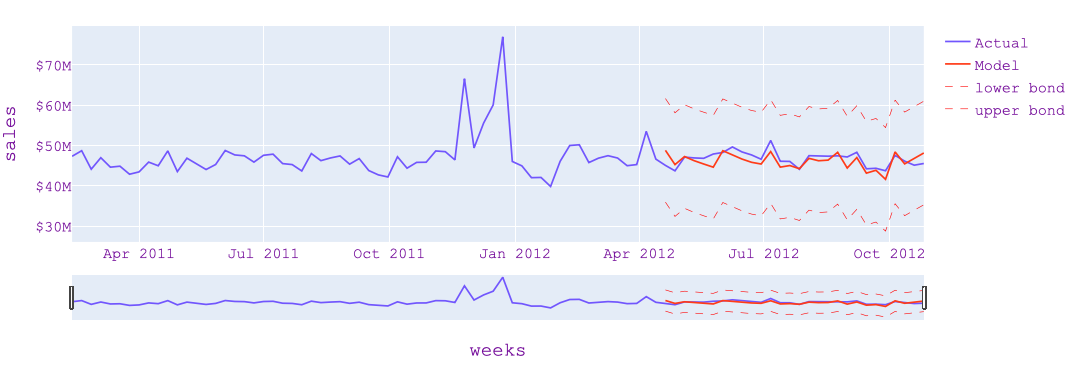 Actual
Model
lower bond
upper bond
sales
$70M
$60M
$50M
$40M
$30M
Apr 2011 Jul 2011 Oct 2011 Jan 2012 Apr 2012 Jul 2012 Oct 2012
weeks